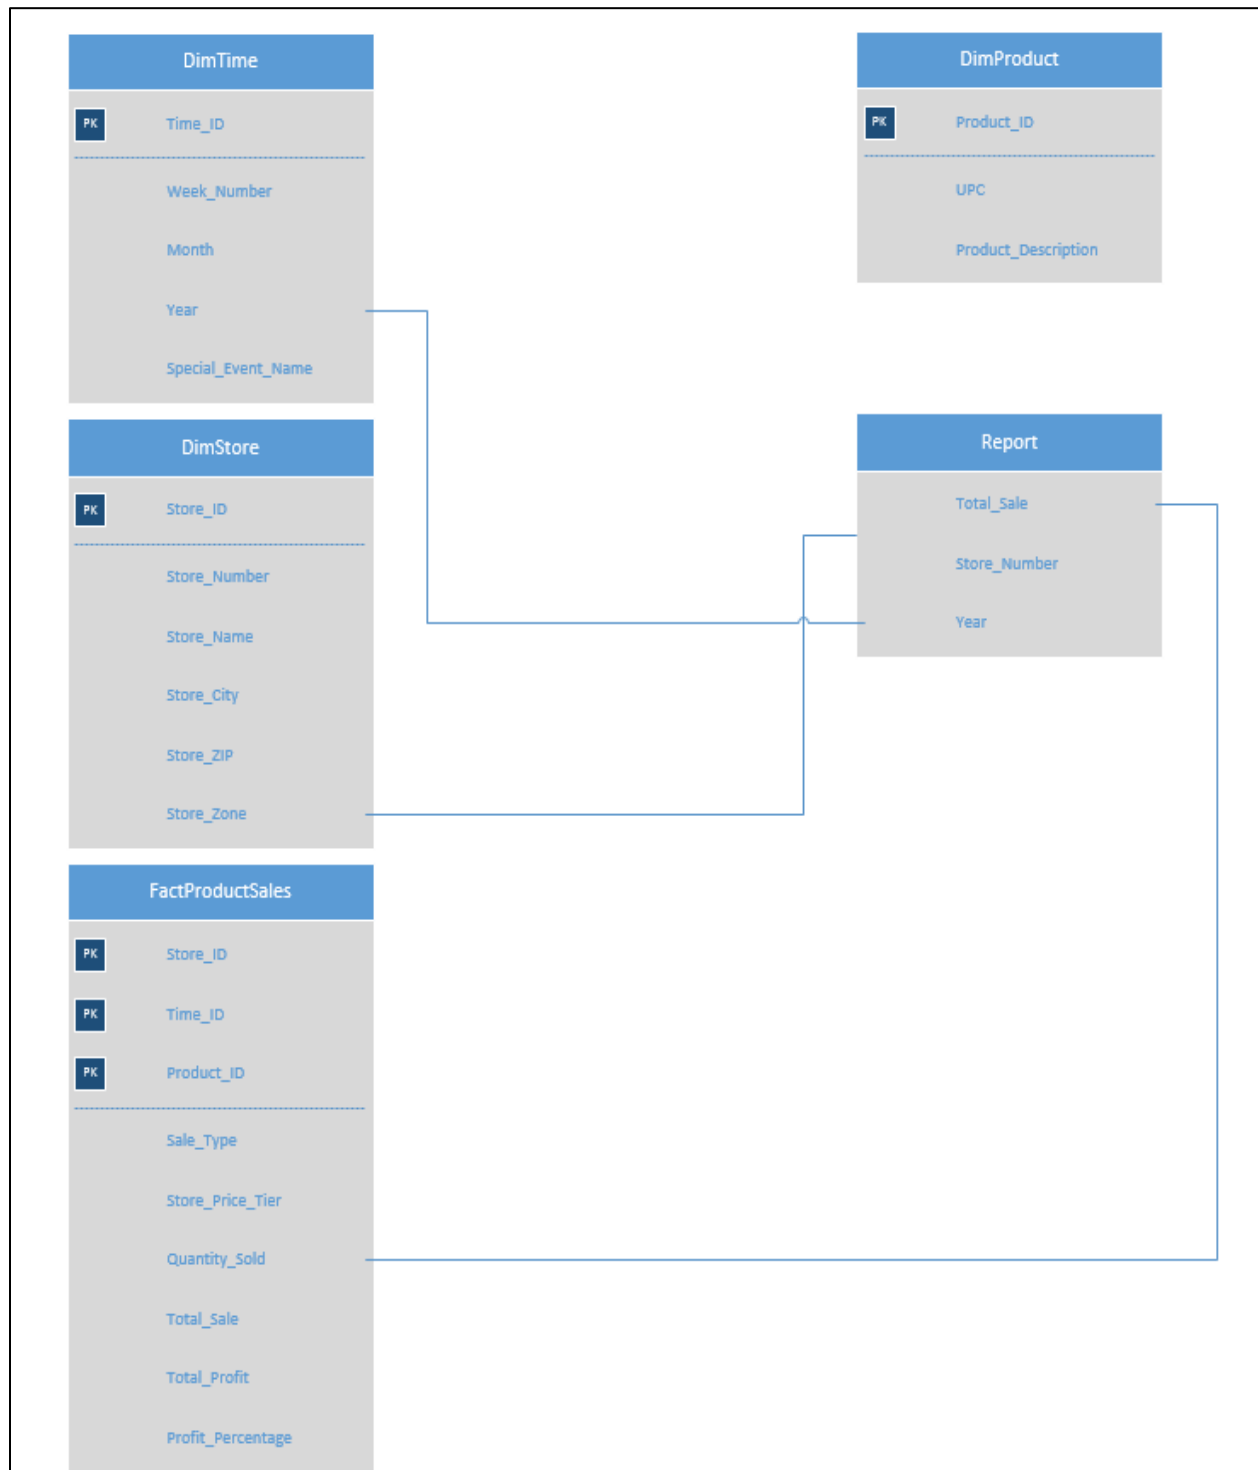 DimTime
PK Time_ID
Week_Number
Month
Year
Special_Event_Name
DimStore
PK Store_ID
Store_Number
Store_Name
Store_City
Store_ZIP
Store_Zone
FactProductSales
PK Store_ID
PK Time_ID
PK Product_ID
Sale_Type
Store_Price_Tier
Quantity_Sold
Total_Sale
Total_Profit
Profit_Percentage
DimProduct
PK Product_ID
UPC
Product_Description
Report
Total_Sale
Store_Number
Year